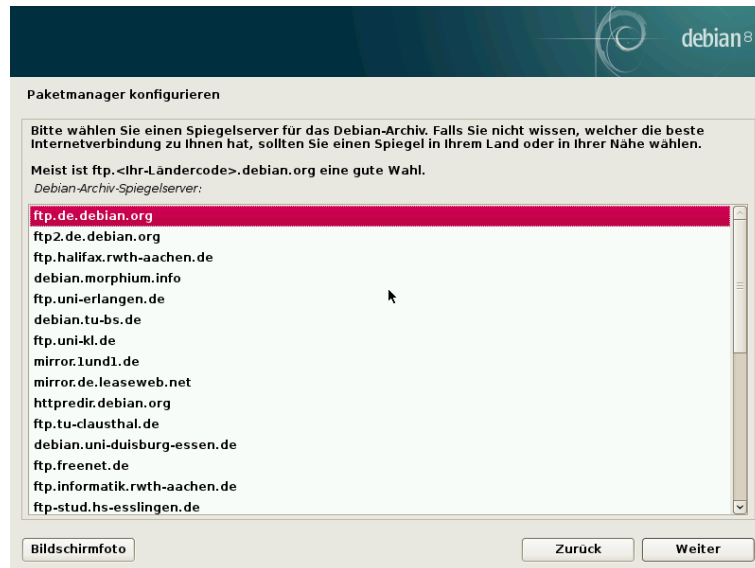 debian 8
Paketmanager konfigurieren
Bitte wählen Sie einen Spiegelserver für das Debian-Archiv. Falls Sie nicht wissen, welcher die beste
Internetverbindung zu Ihnen hat, sollten Sie einen Spiegel in Ihrem Land oder in Ihrer Nähe wählen.
Meist ist ftp.<Ihr-Ländercode>.debian.org eine gute Wahl.
Debian-Archiv-Spiegelserver:
ftp.de.debian.org
ftp2.de.debian.org
ftp.halifax.rwth-aachen.de
debian.morphium.info
ftp.uni-erlangen.de
debian.tu-bs.de
ftp.uni-kl.de
mirror.1und1.de
mirror.de.leaseweb.net
httpredir.debian.org
ftp.tu-clausthal.de
debian.uni-duisburg-essen.de
ftp.freenet.de
ftp.informatik.rwth-aachen.de
ftp-stud.hs-esslingen.de
Bildschirmfoto
Zurück
Weiter